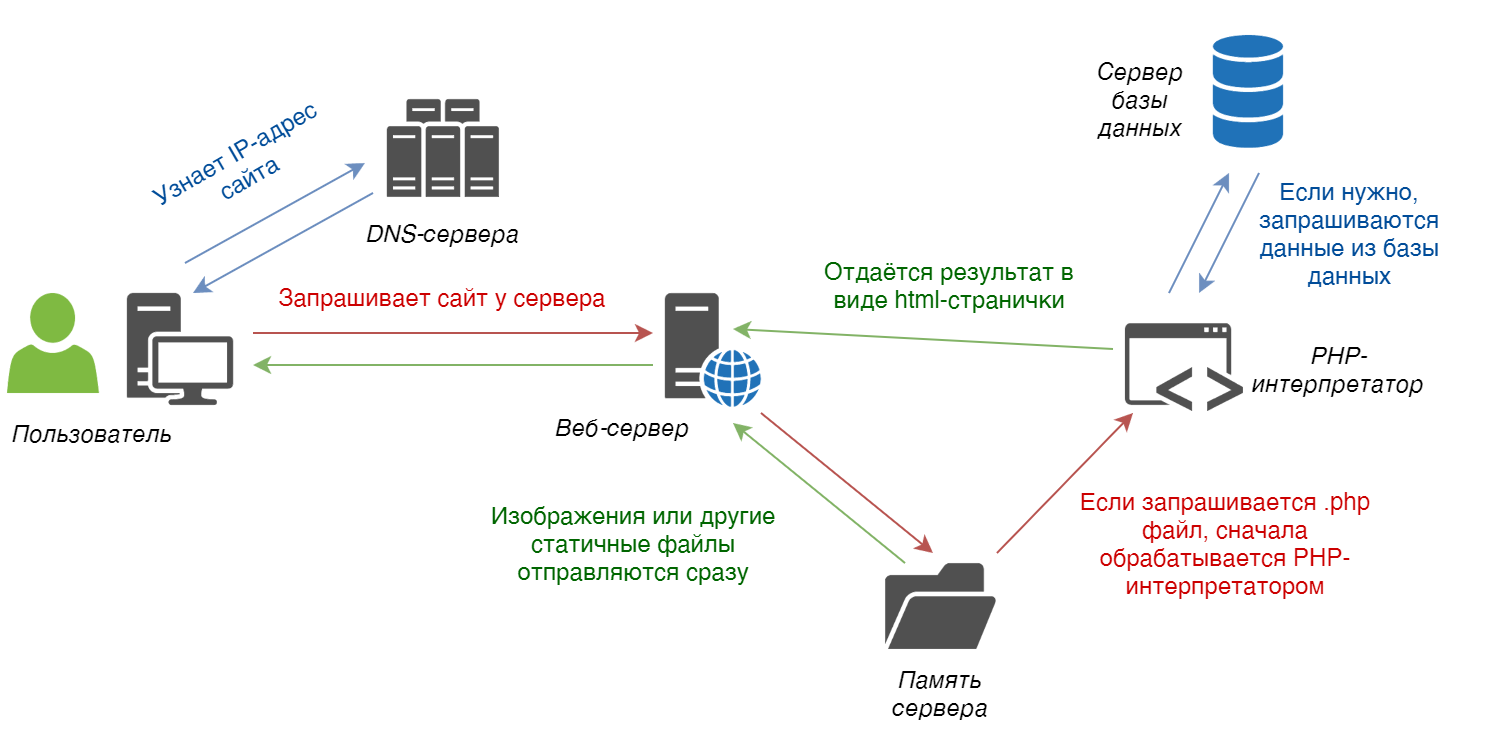 Сервер
базы
данных
Узнает IP-адрес
сайта
DNS-сервера
Если нужно,
запрашиваются
данные из базы
данных
Запрашивает сайт у сервера
Отдаётся результат в
виде html-странички
PHP-
интерпретатор
Пользователь
Веб-сервер
Изображения или другие
статичные файлы
отправляются сразу
Если запрашивается .php
файл, сначала
обрабатывается PHP-
интерпретатором
Память
сервера